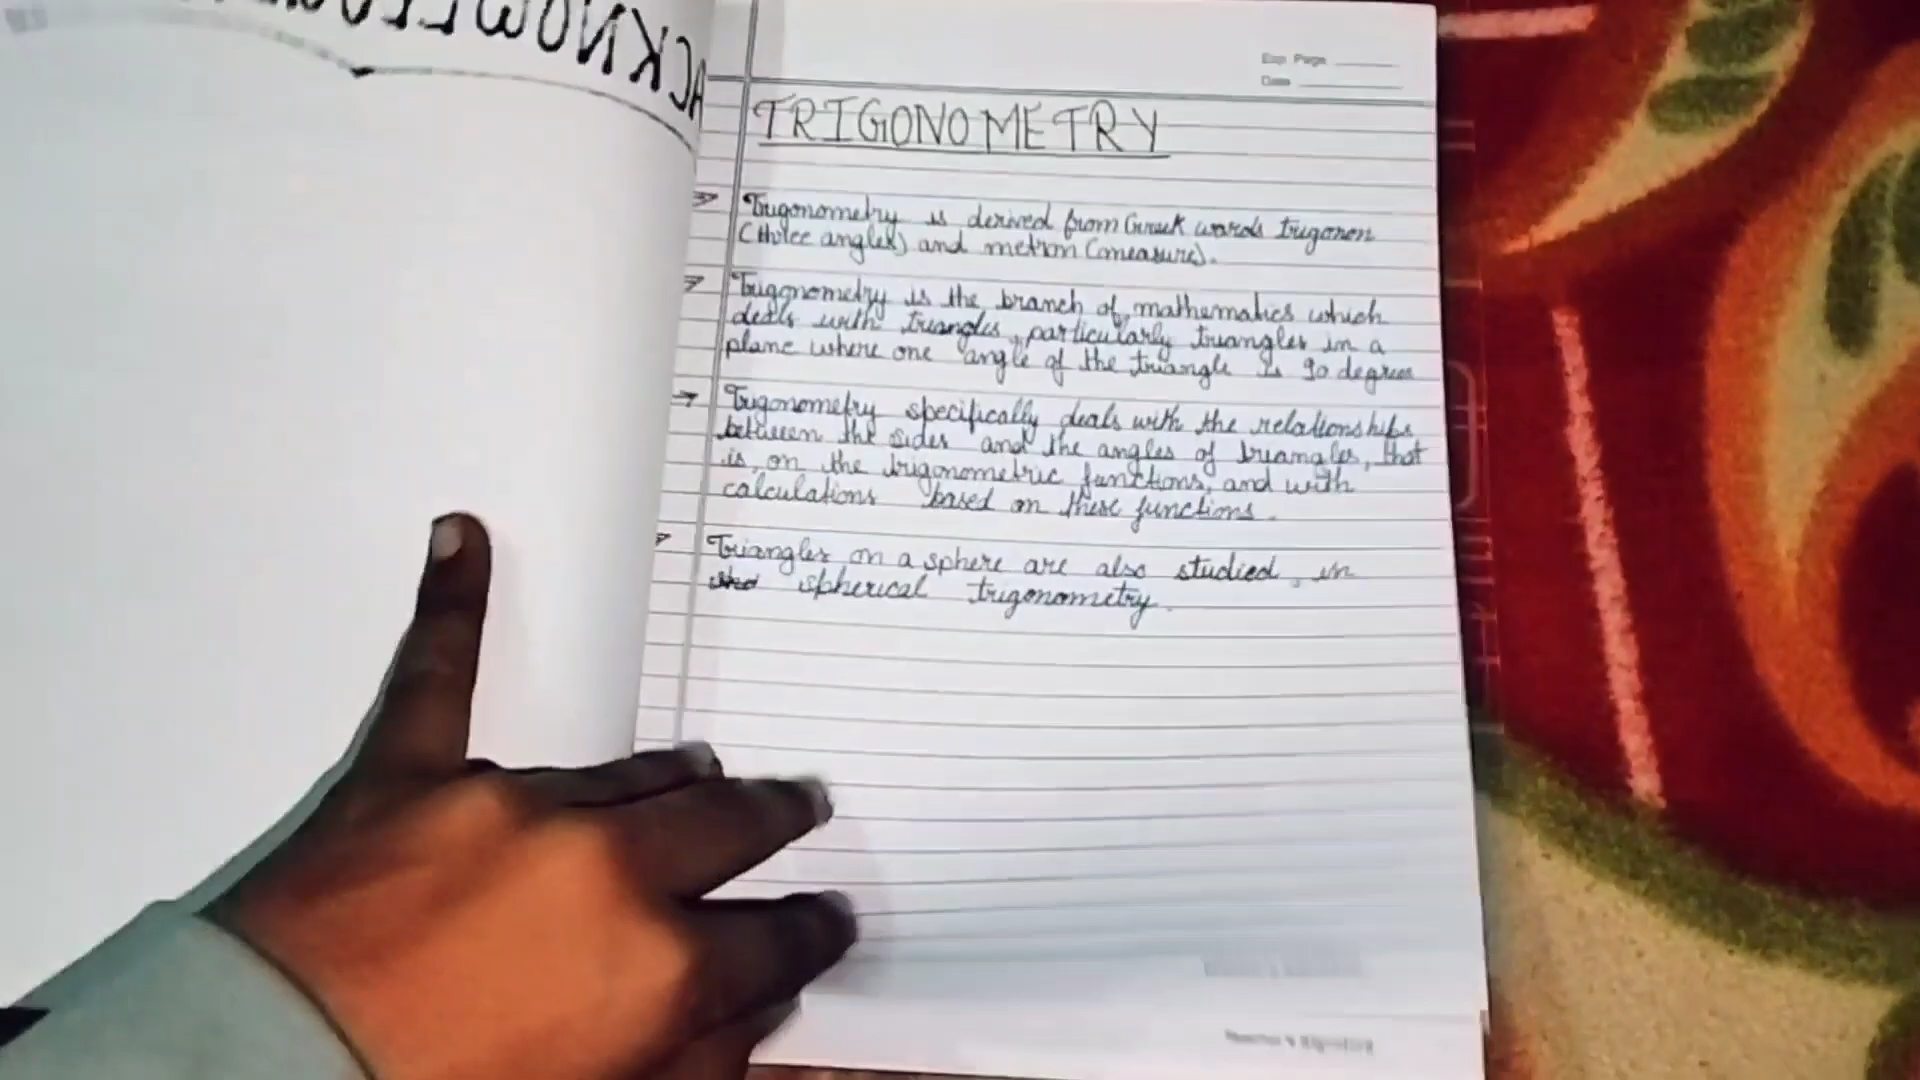 Exp. Page
Date
TRIGONOMETRY
Trigonometry is derived from Greek words trigonon
(three angles) and metron (measure).
Trigonometry is the branch of mathematics which
deals with triangles, particularly triangles in a
plane where one angle of the triangle is 90 degrees
Trigonometry specifically deals with the relationships
between the sides and the angles of triangles, that
is, on the trigonometric functions, and with
calculations based on these functions.
Triangles on a sphere are also studied, in
spherical trigonometry.
Teacher's Signature